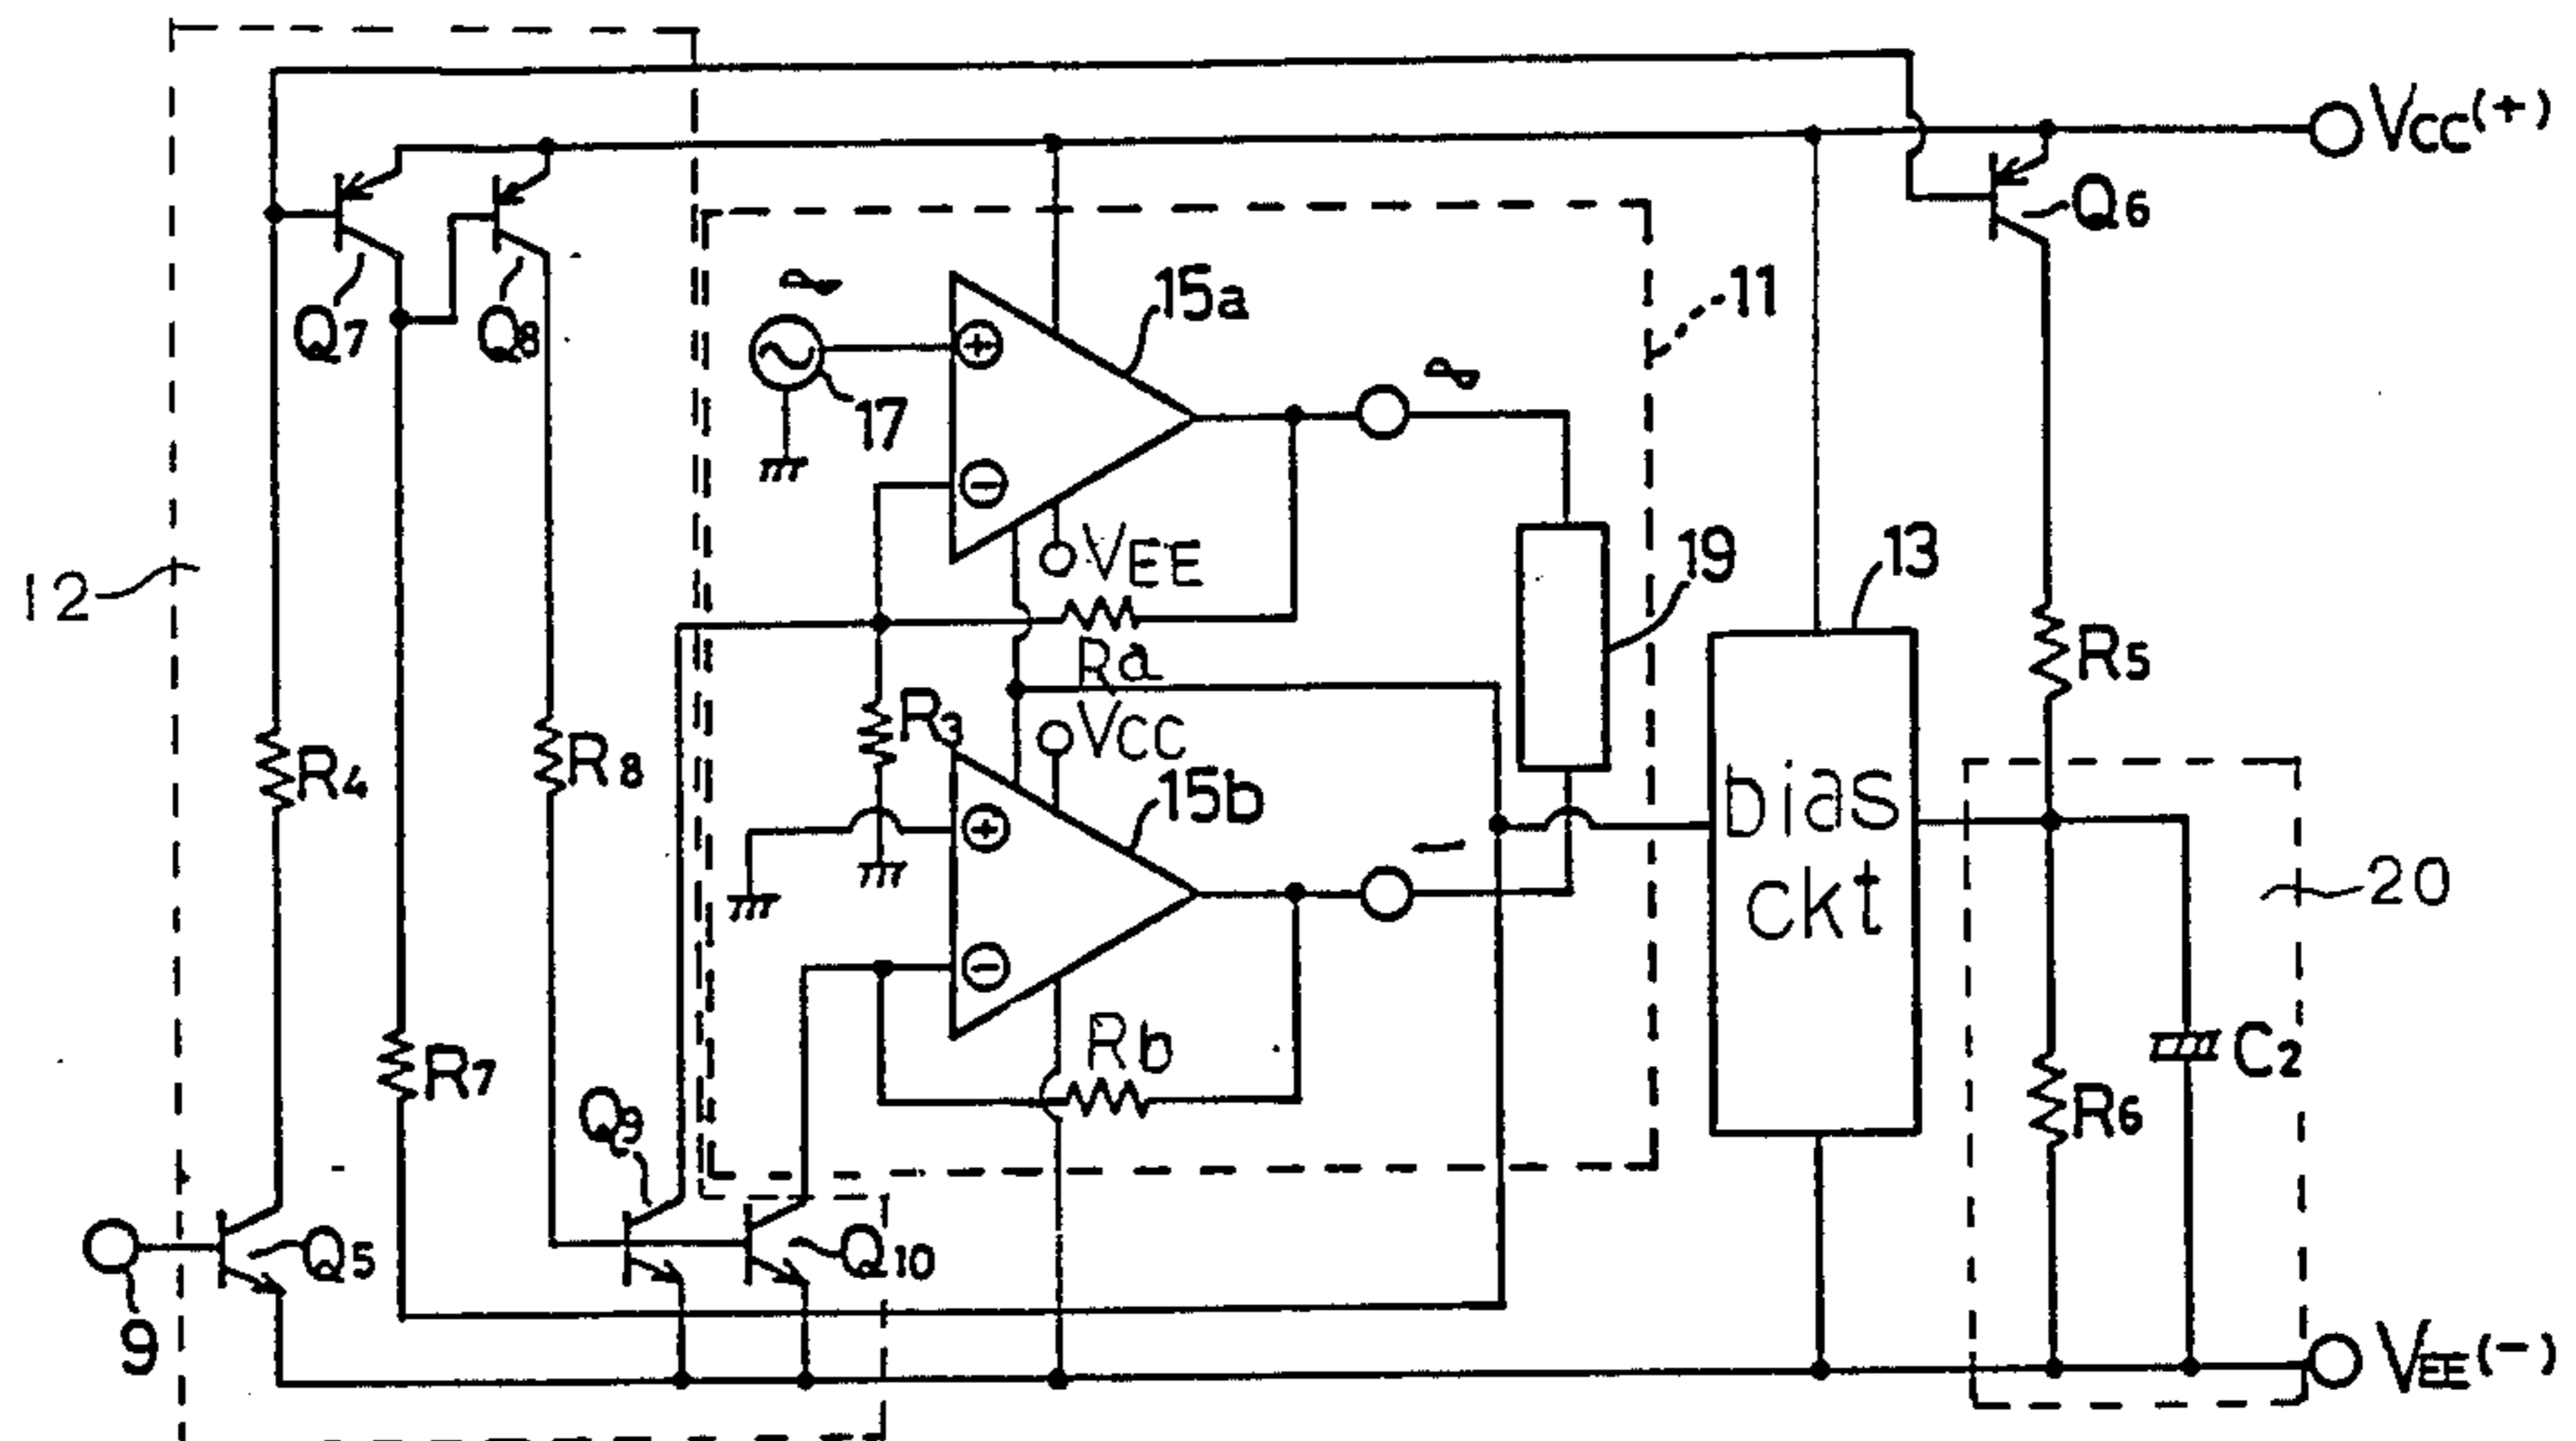 VCC(+)
Q6
Q7
Q8
15a
11
17
VEE
19
13
12
Ra
R5
R3
VCC
R4
R8
15b
bias
ckt
20
Rb
C2
R7
R6
Q9
Q5
Q10
9
VEE(-)